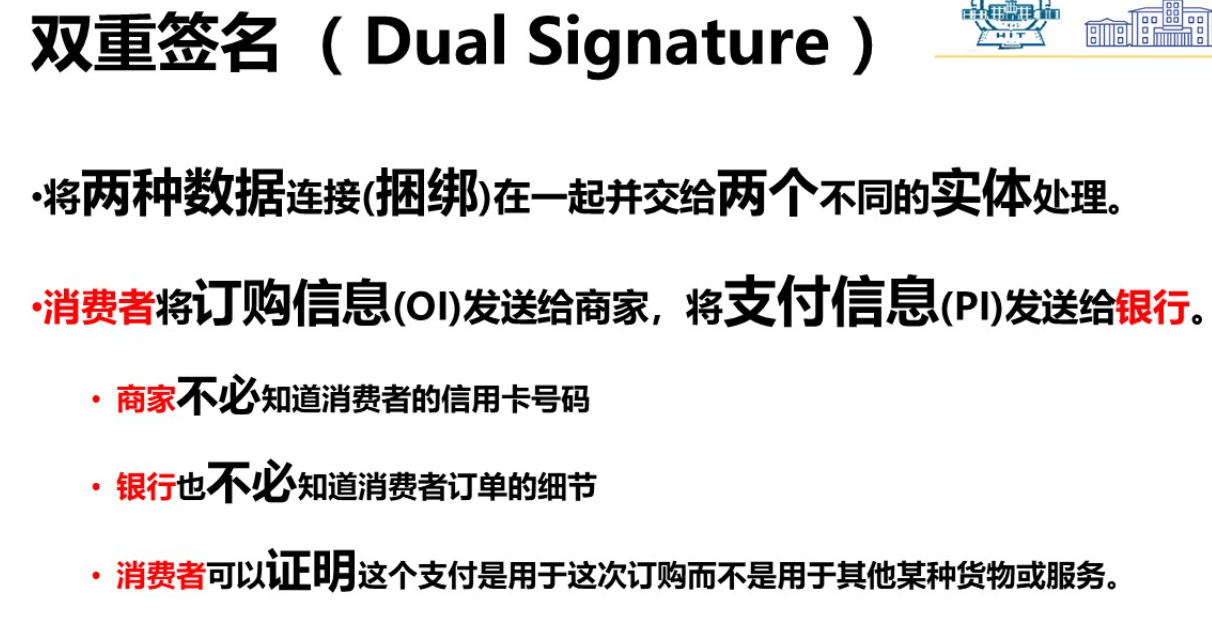 双重签名（Dual Signature）
HIT
•将两种数据连接(捆绑)在一起并交给两个不同的实体处理。
•消费者将订购信息(OI)发送给商家，将支付信息(PI)发送给银行。
• 商家不必知道消费者的信用卡号码
• 银行也不必知道消费者订单的细节
• 消费者可以证明这个支付是用于这次订购而不是用于其他某种货物或服务。